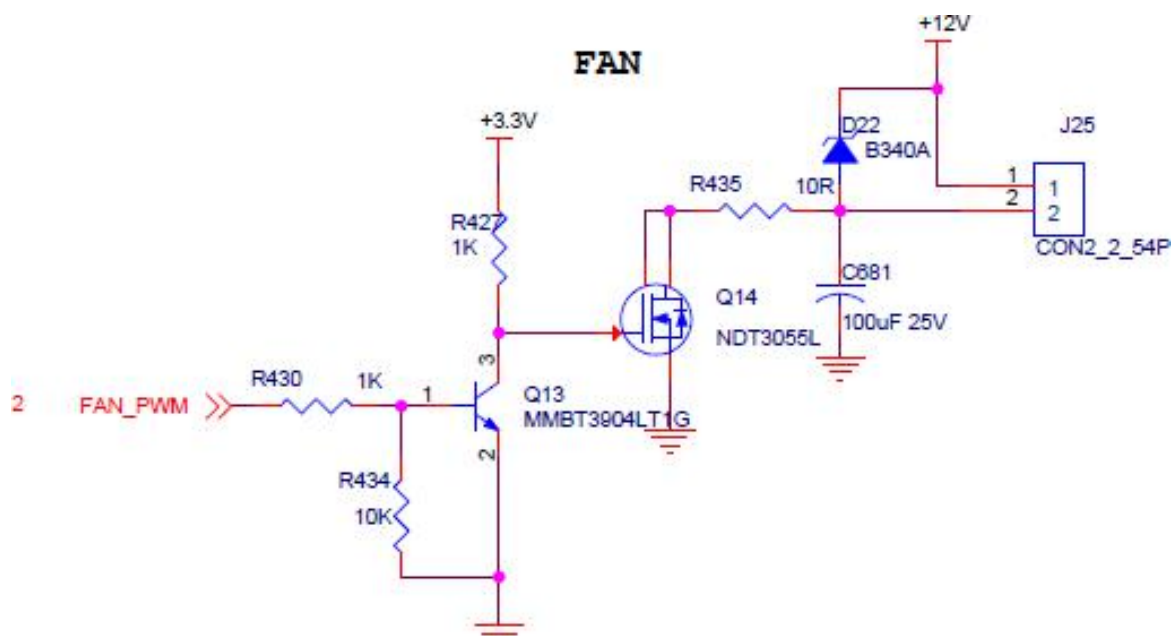 +12V
FAN
+3.3V
D22
B340A
J25
R435
10R
1
2
1
2
R427
1K
CON2_2_54P
C681
100uF 25V
Q14
NDT3055L
3
R430
1K
1
Q13
MMBT3904LT1G
2
FAN_PWM
2
R434
10K